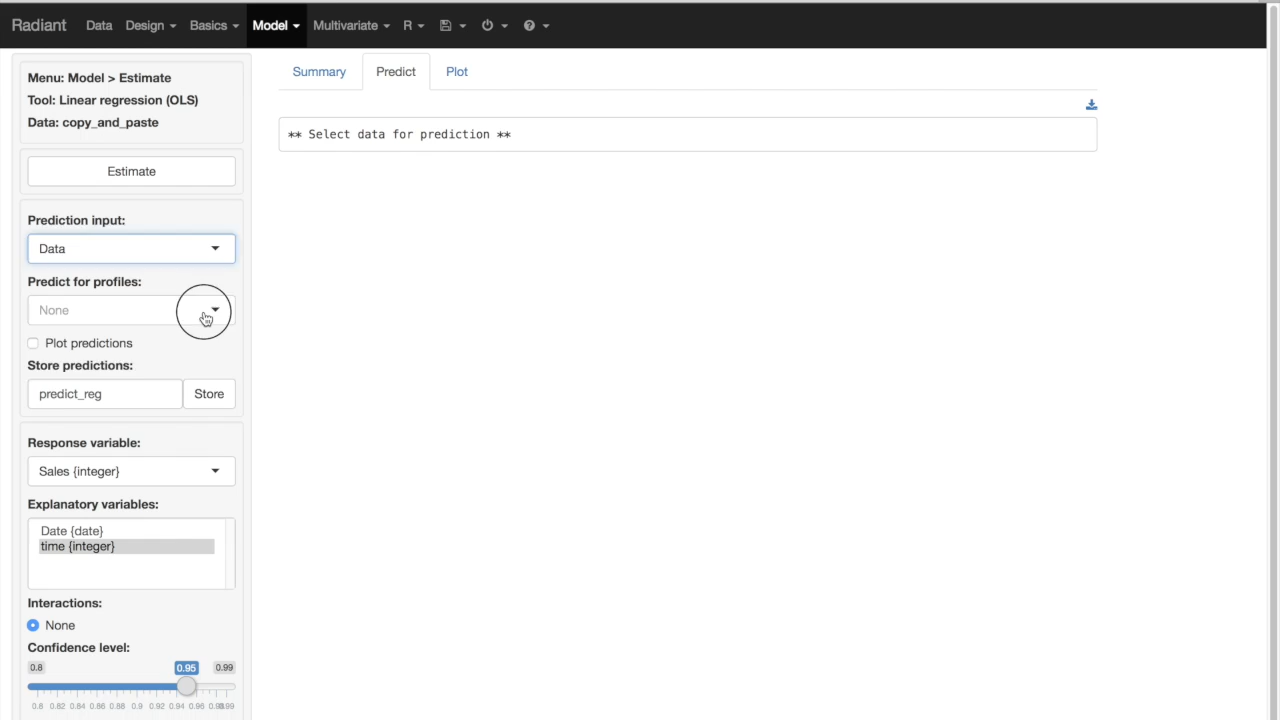 Radiant Data Design Basics Model Multivariate R
Menu: Model > Estimate
Tool: Linear regression (OLS)
Data: copy_and_paste
Estimate
Prediction input:
Data
Predict for profiles:
None
Plot predictions
Store predictions:
predict_reg Store
Response variable:
Sales {integer}
Explanatory variables:
Date {date}
time {integer}
Interactions:
None
Confidence level:
0.8 0.95 0.99
0.8 0.82 0.84 0.86 0.88 0.9 0.92 0.94 0.96
Summary Predict Plot
** Select data for prediction **